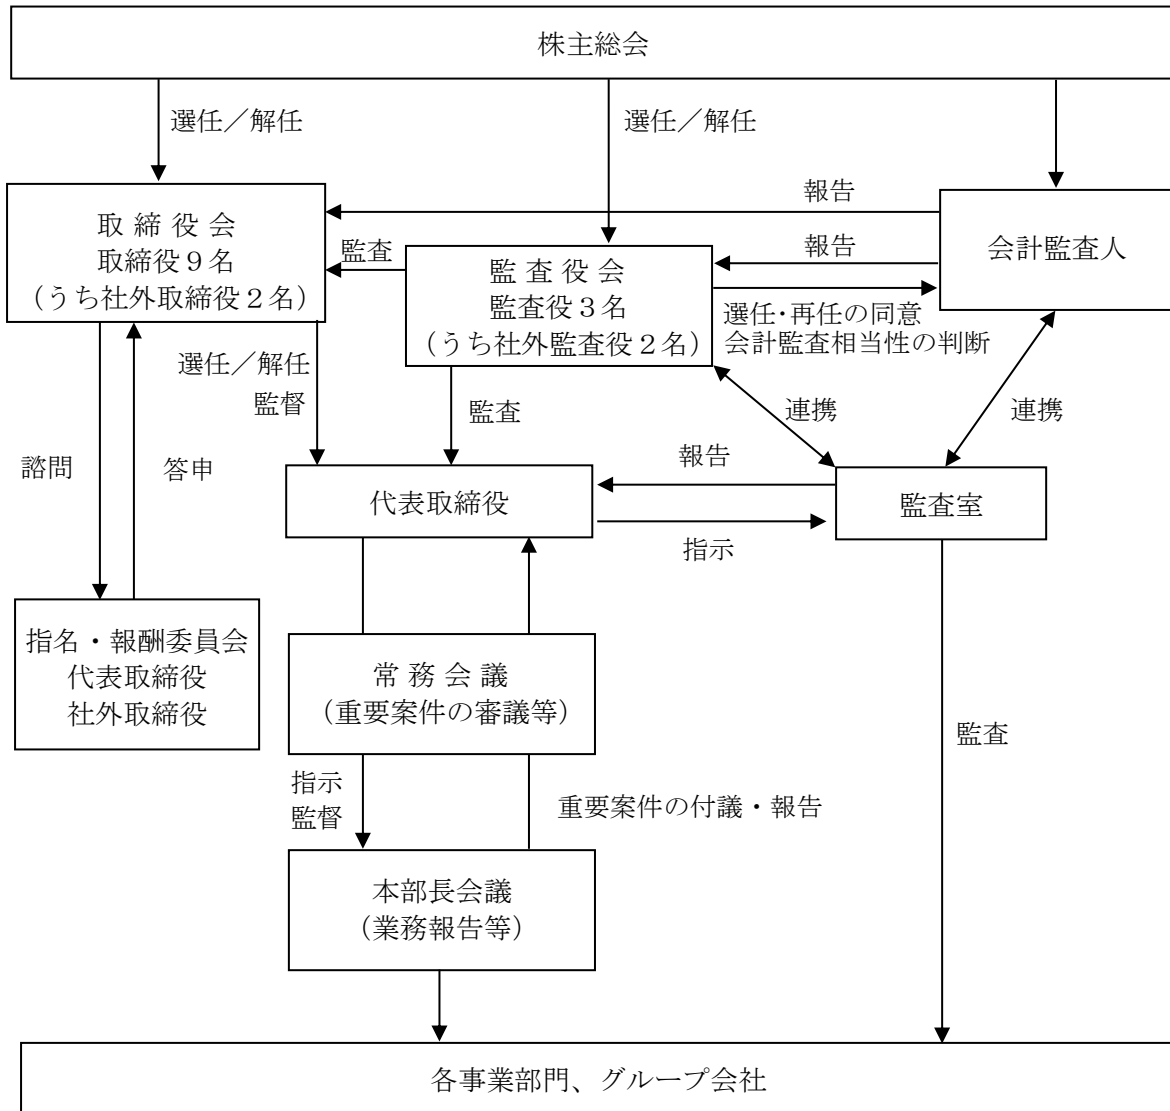 株主総会
選任／解任
選任／解任
報告
取 締 役 会
取締役９名
（うち社外取締役２名）
監査
監 査 役 会
監査役３名
（うち社外監査役２名）
報告
会計監査人
選任･再任の同意
会計監査相当性の判断
選任／解任
監督
監査
連携
連携
諮問
答申
報告
代表取締役
監査室
指示
指名・報酬委員会
代表取締役
社外取締役
常 務 会 議
（重要案件の審議等）
監査
指示
監督
重要案件の付議・報告
本部長会議
（業務報告等）
各事業部門、グループ会社